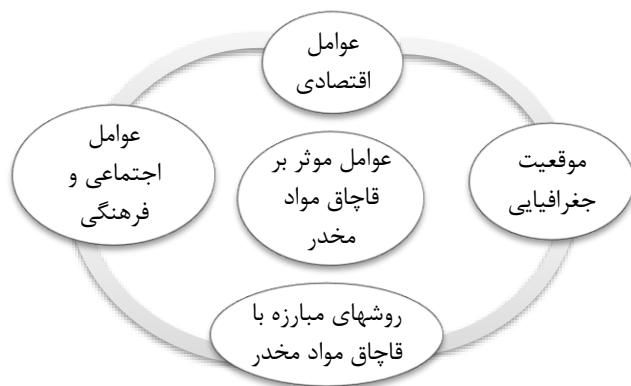 عوامل
اقتصادی
موقعیت
جغرافیایی
عوامل
اجتماعی و
فرهنگی
عوامل موثر بر
قاچاق مواد
مخدر
روشهای مبارزه با
قاچاق مواد مخدر